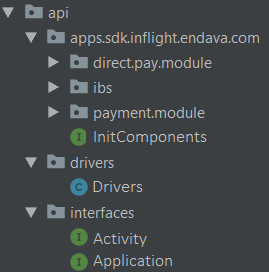 api
apps.sdk.inflight.endava.com
direct.pay.module
ibs
payment.module
InitComponents
drivers
Drivers
interfaces
Activity
Application